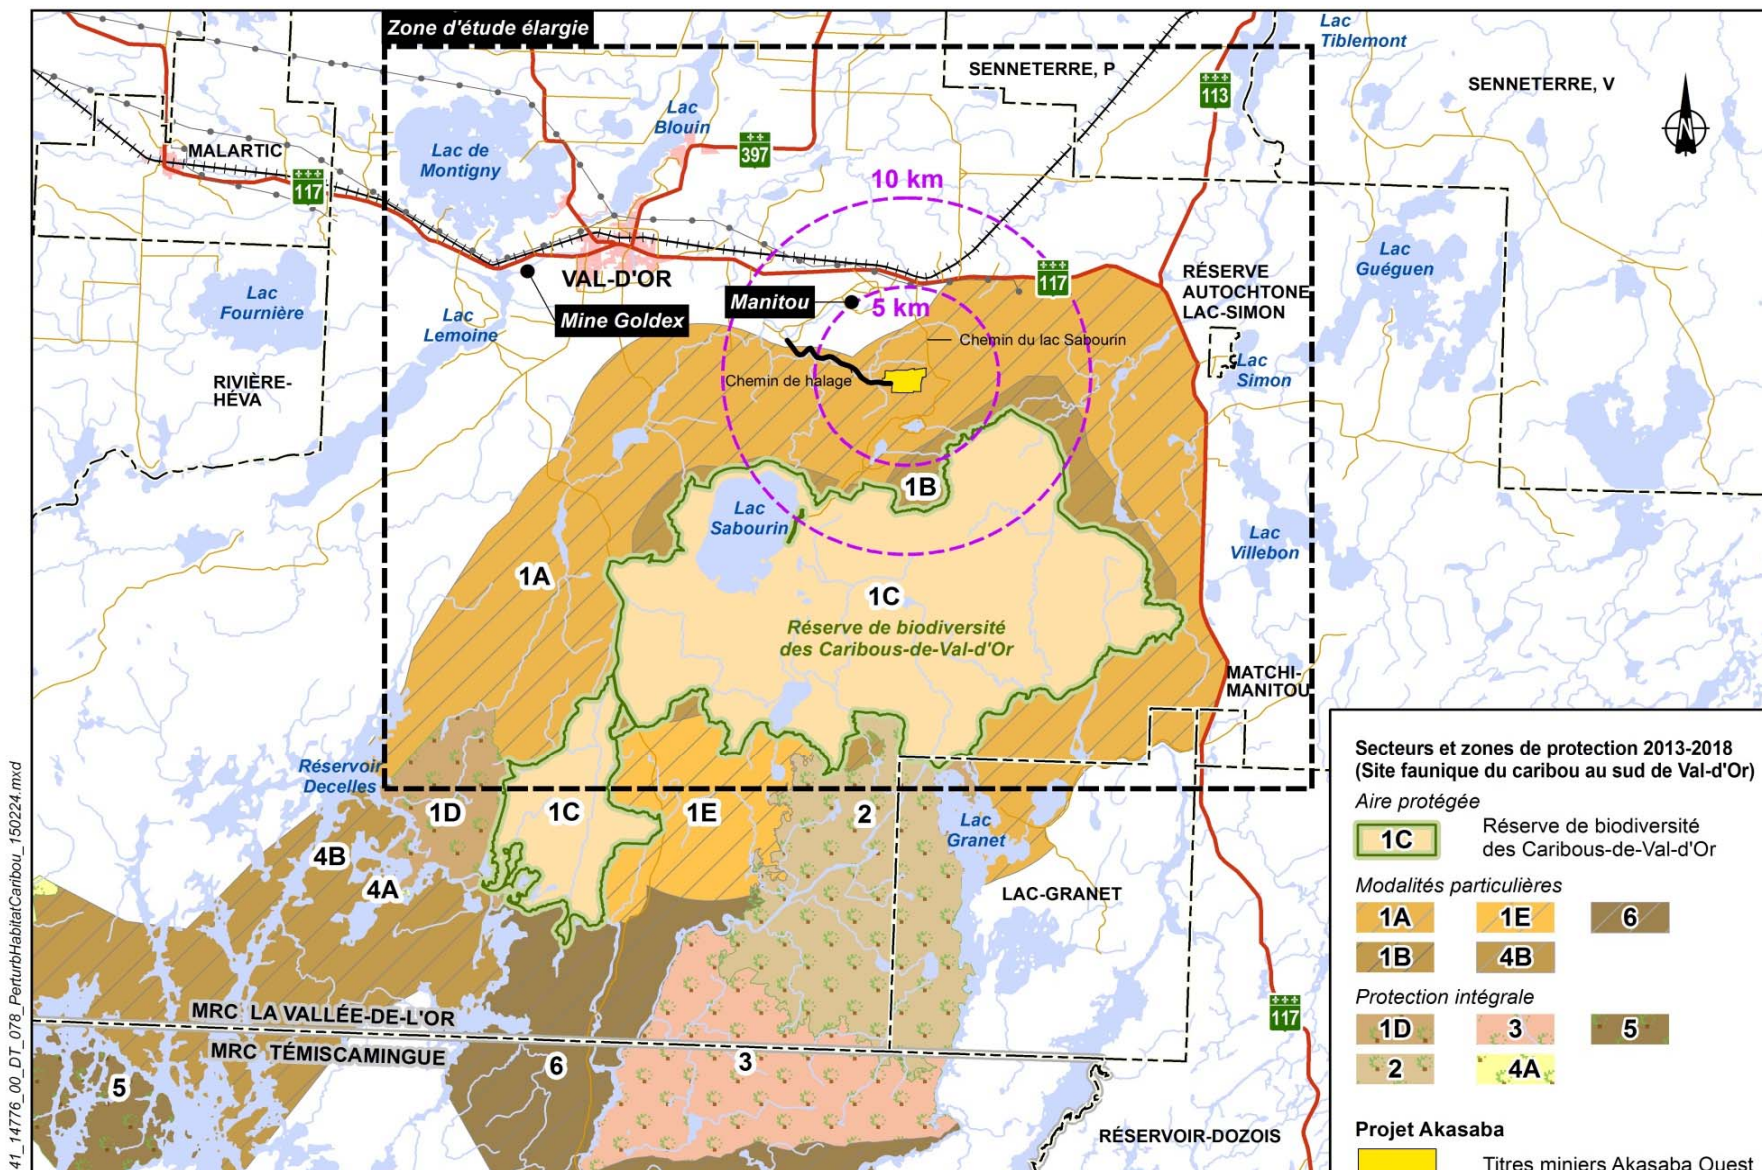 Zone d'étude élargie
Lac
Tiblemont
SENNETERRE, P
SENNETERRE, V
113
Lac
Blouin
397
MALARTIC
117
Lac de
Montigny
10 km
N
VAL-D'OR
Mine Goldex
Manitou
5 km
117
RÉSERVE
AUTOCHTONE
LAC-SIMON
Lac
Guéguen
Lac
Fournière
Lac
Lemoine
Chemin du lac Sabourin
Chemin de halage
Lac
Simon
RIVIÈRE-
HÉVA
1B
Lac
Sabourin
Lac
Villebon
1A
1C
Réserve de biodiversité
des Caribous-de-Val-d'Or
MATCHI-
MANITOU
Réservoir
Decelles
1D
1C
1E
2
Lac
Granet
4B
4A
LAC-GRANET
MRC LA VALLÉE-DE-L'OR
MRC TÉMISCAMINGUE
5
6
3
117
RÉSERVOIR-DOZOIS
41_14776_00_DT_078_PerturbHabitatCaribou_150224.mxd
Secteurs et zones de protection 2013-2018
(Site faunique du caribou au sud de Val-d'Or)
Aire protégée
1C Réserve de biodiversité
des Caribous-de-Val-d'Or
Modalités particulières
1A 1E 6
1B 4B
Protection intégrale
1D 3 5
2 4A
Projet Akasaba
Titres miniers Akasaba Ouest